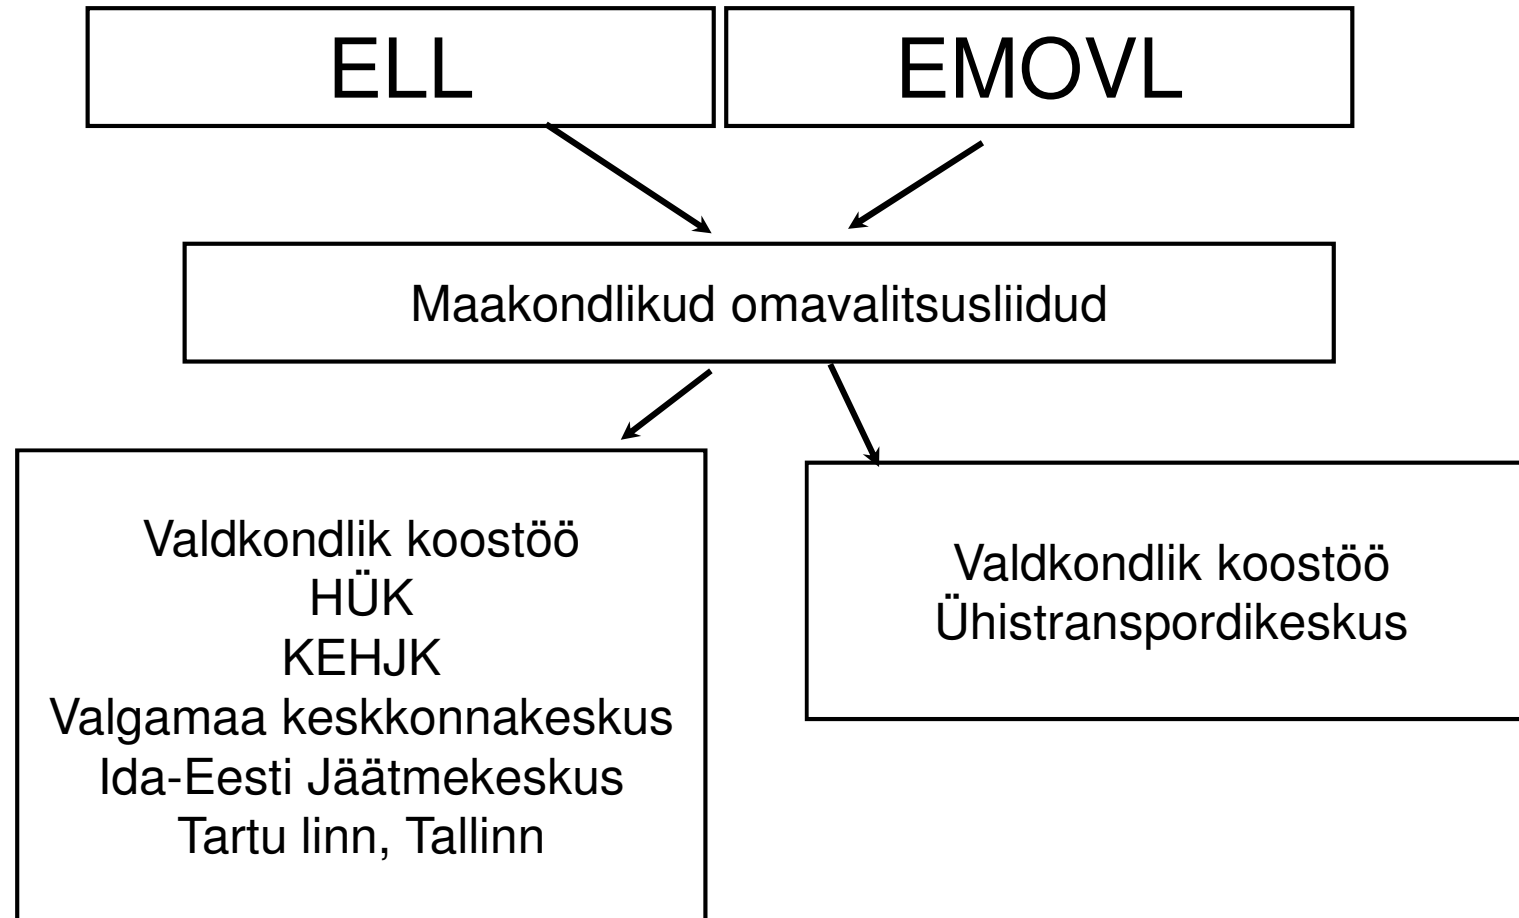 ELL
EMOVL
Maakondlikud omavalitsusliidud
Valdkondlik koostöö
HÜK
KEHJK
Valgamaa keskkonnakeskus
Ida-Eesti Jäätmekeskus
Tartu linn, Tallinn
Valdkondlik koostöö
Ühistranspordikeskus